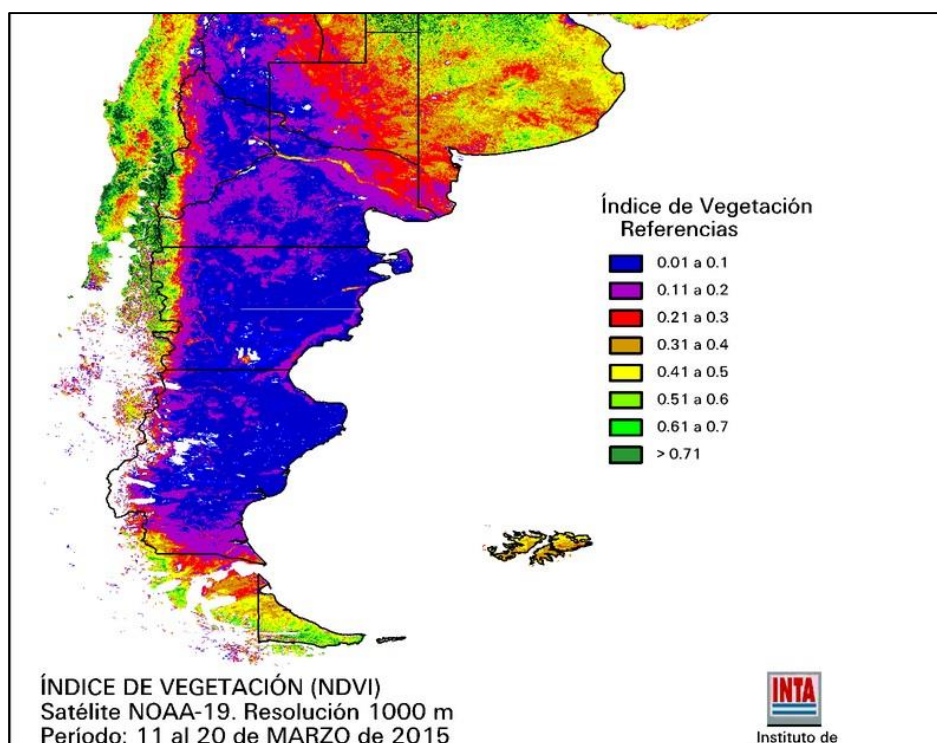 Índice de Vegetación
Referencias
0.01 a 0.1
0.11 a 0.2
0.21 a 0.3
0.31 a 0.4
0.41 a 0.5
0.51 a 0.6
0.61 a 0.7
> 0.71
ÍNDICE DE VEGETACIÓN (NDVI)
Satélite NOAA-19. Resolución 1000 m
Período: 11 al 20 de MARZO de 2015
INTA
Instituto de